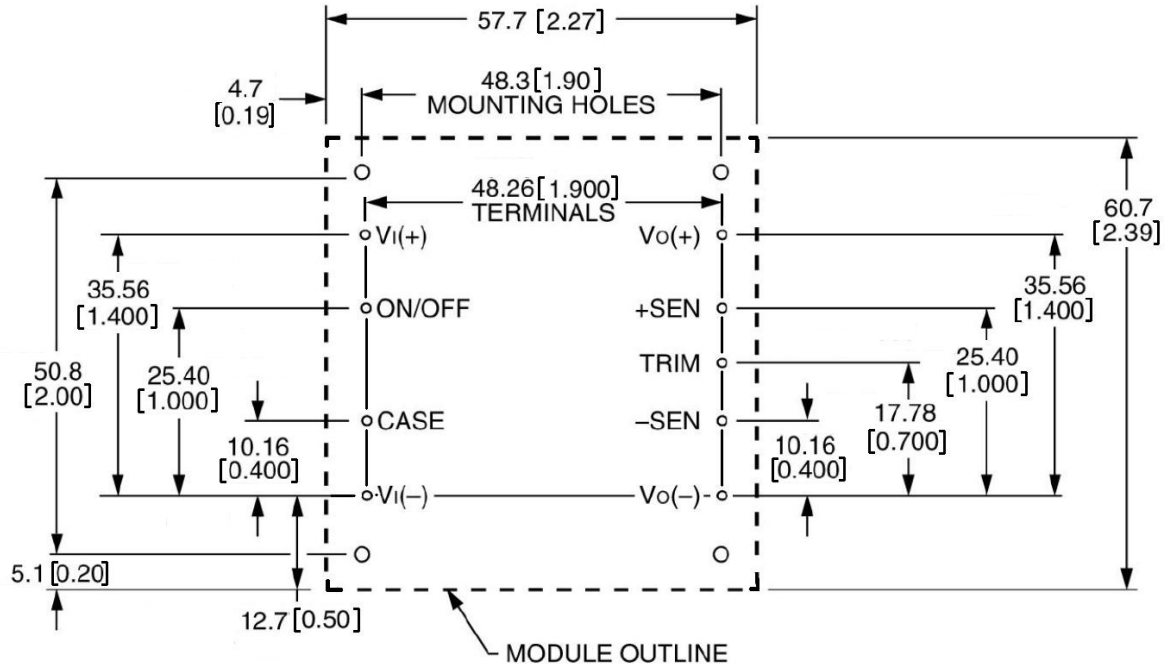 57.7 [2.27]
4.7
[0.19]
48.3 [1.90]
MOUNTING HOLES
48.26 [1.900]
TERMINALS
60.7
[2.39]
VI(+)
VO(+)
35.56
[1.400]
35.56
[1.400]
ON/OFF
+SEN
50.8
[2.00]
25.40
[1.000]
25.40
[1.000]
TRIM
17.78
[0.700]
CASE
–SEN
10.16
[0.400]
10.16
[0.400]
VI(–)
VO(–)
5.1 [0.20]
12.7 [0.50]
MODULE OUTLINE